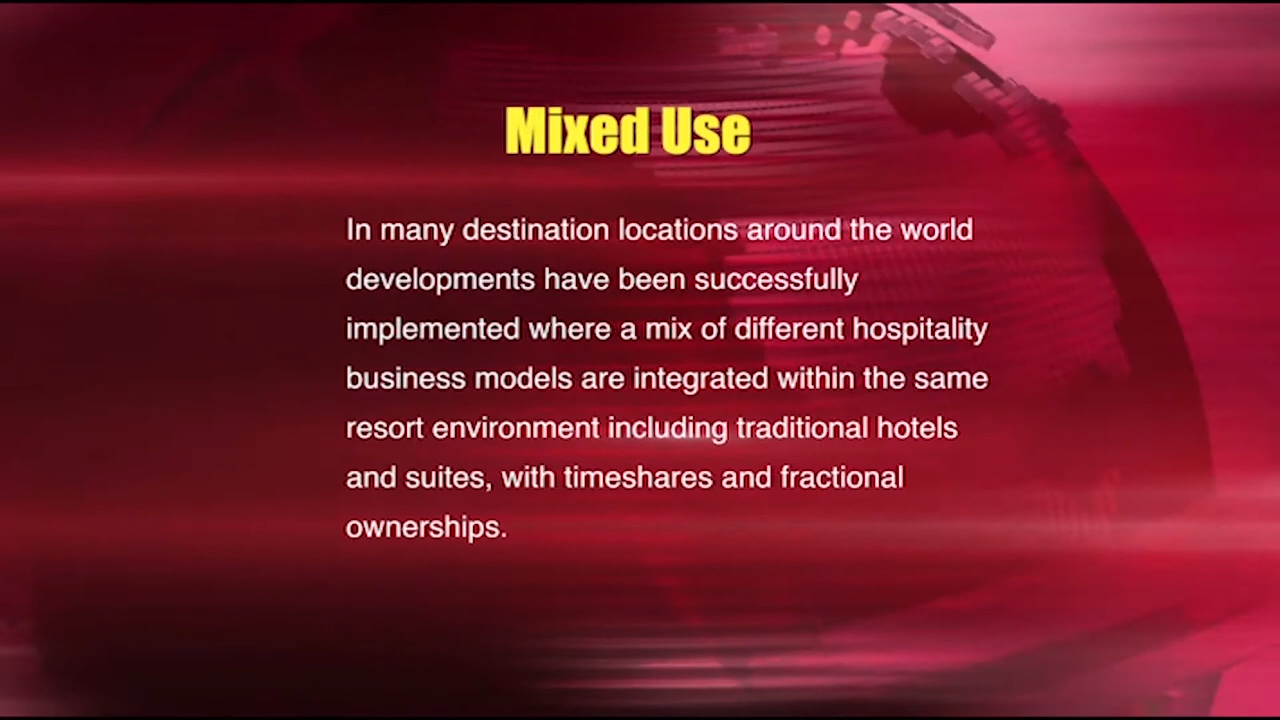 Mixed Use
In many destination locations around the world
developments have been successfully
implemented where a mix of different hospitality
business models are integrated within the same
resort environment including traditional hotels
and suites, with timeshares and fractional
ownerships.